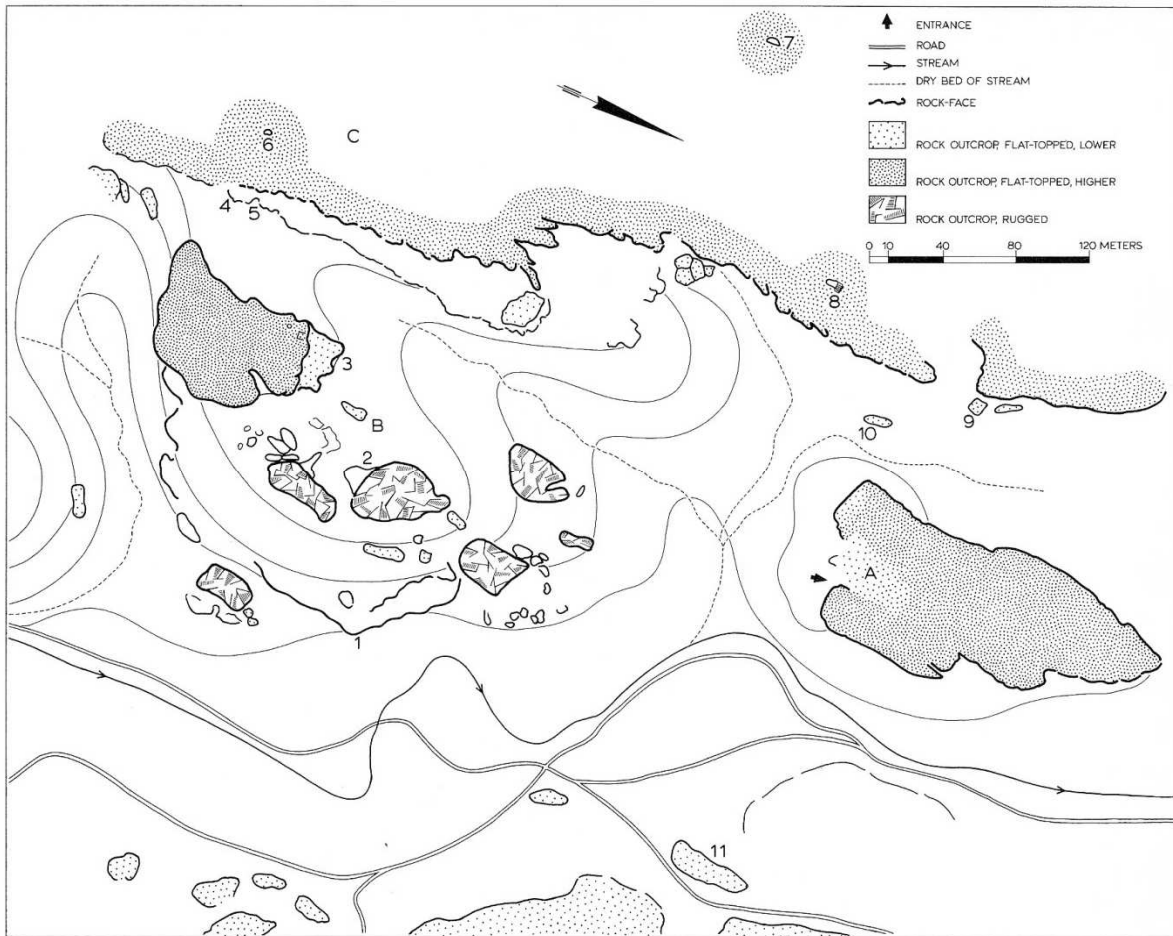 ENTRANCE
ROAD
STREAM
DRY BED OF STREAM
ROCK-FACE
ROCK OUTCROP, FLAT-TOPPED, LOWER
ROCK OUTCROP, FLAT-TOPPED, HIGHER
ROCK OUTCROP, RUGGED
0 10 40 80 120 METERS
7
6
C
4 5
8
3
B
9
10
2
A
1
11